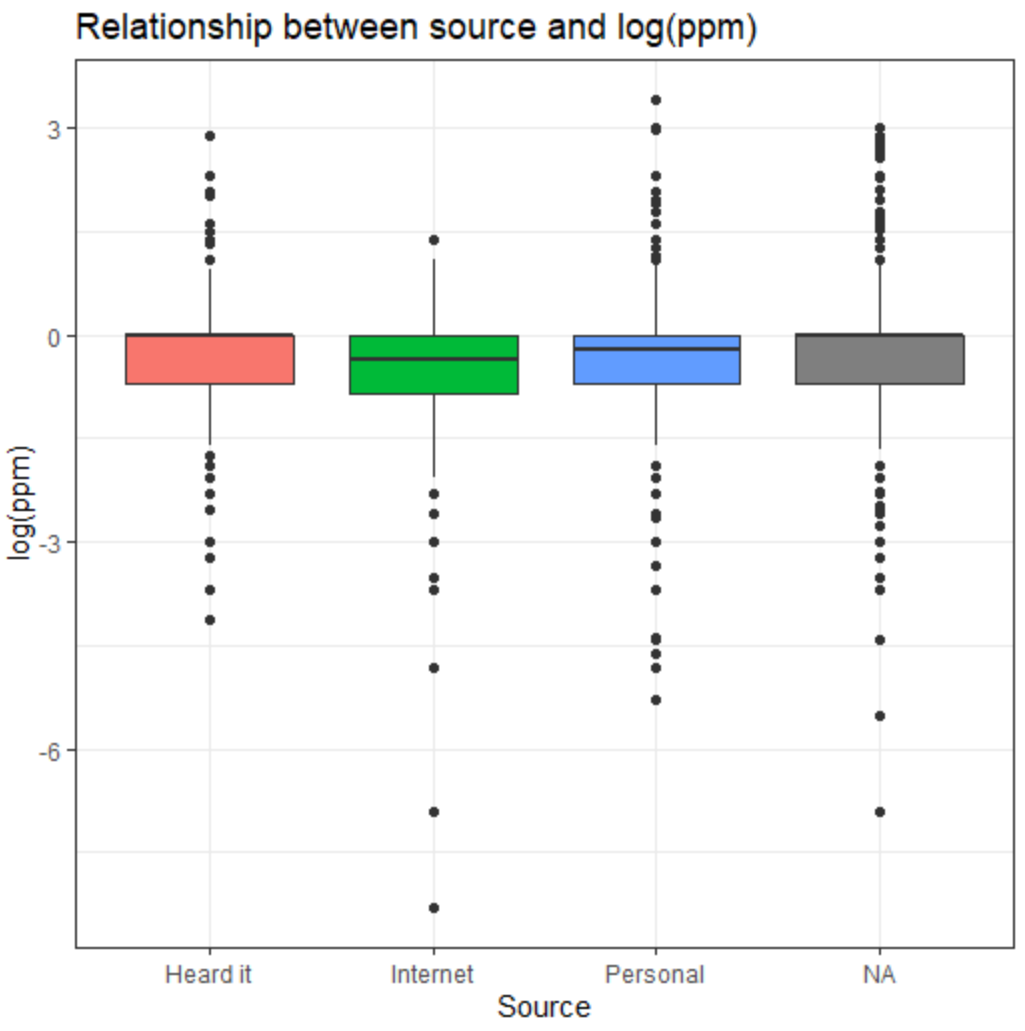 Relationship between source and log(ppm)
log(ppm)
3
0
-3
-6
Heard it Internet Personal NA
Source